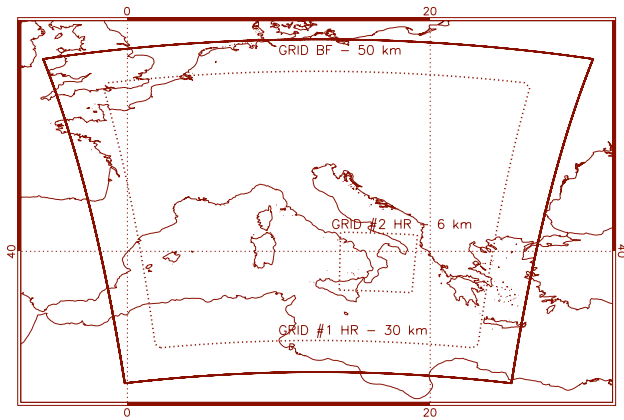 0 20
GRID BF – 50 km
GRID #2 HR – 6 km
40 40
GRID #1 HR – 30 km
0 20